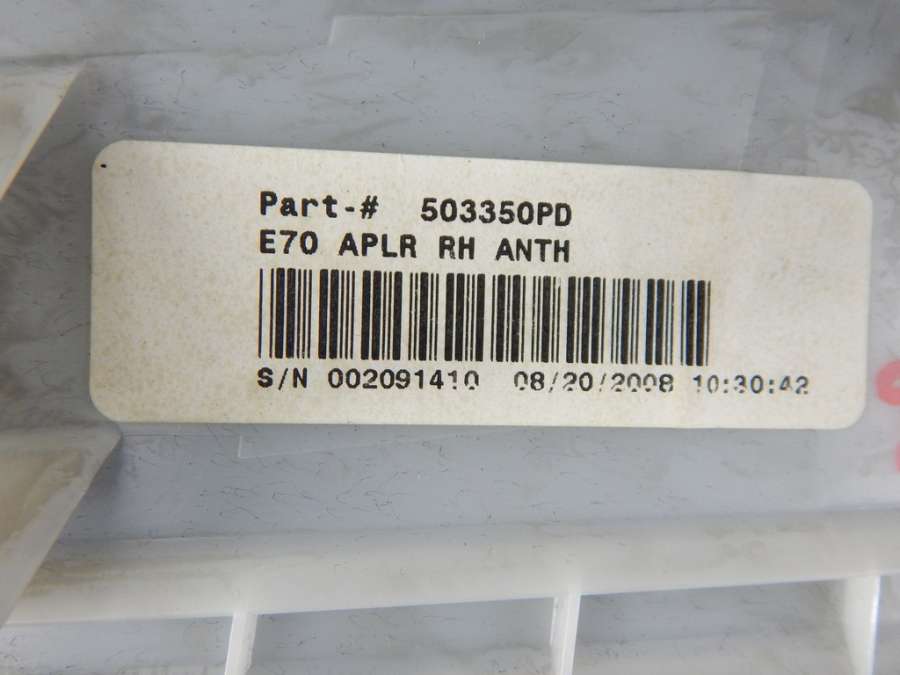 Part-# 503350PD
E70 APLR RH ANTH
S/N 002091410 08/20/2008 10:30:42